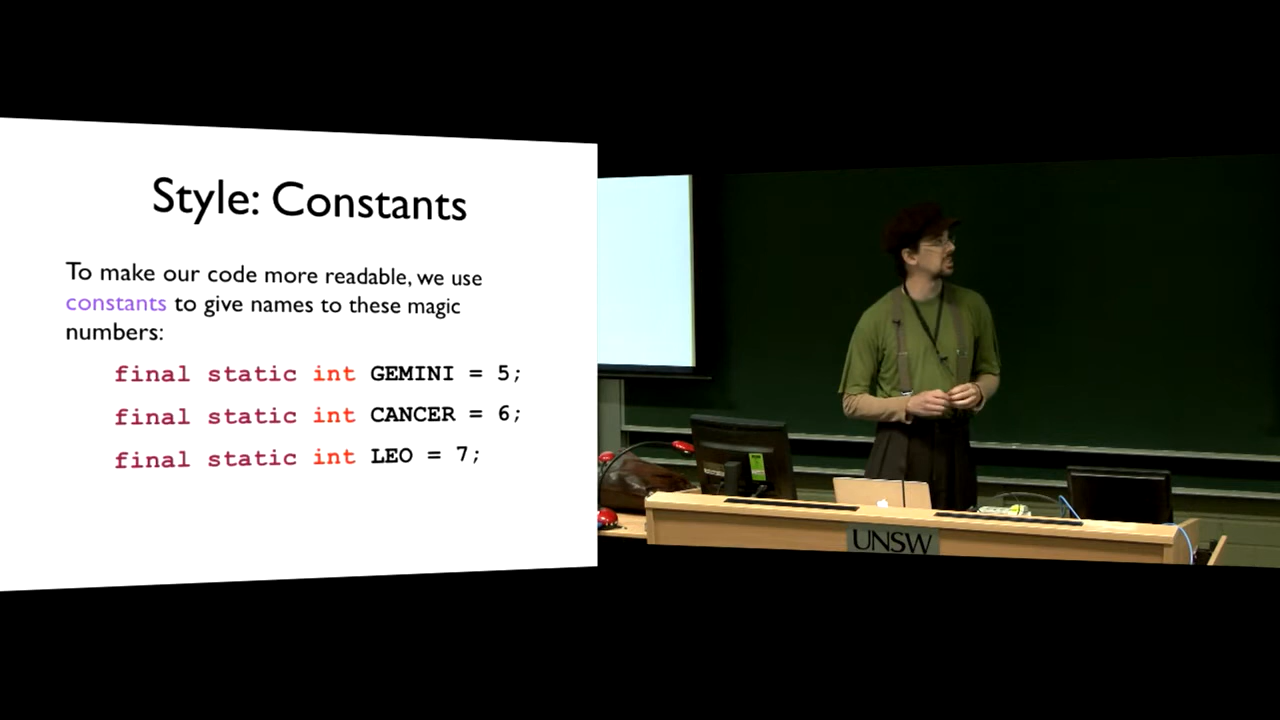 Style: Constants
To make our code more readable, we use
constants to give names to these magic
numbers:
final static int GEMINI = 5;
final static int CANCER = 6;
final static int LEO = 7;
UNSW